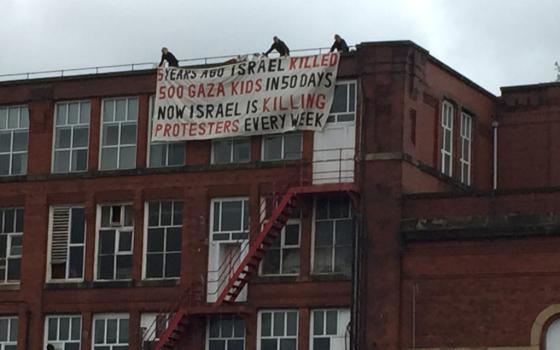 5 YEARS AGO ISRAEL KILLED
500 GAZA KIDS IN 50 DAYS
NOW ISRAEL IS KILLING
PROTESTERS EVERY WEEK